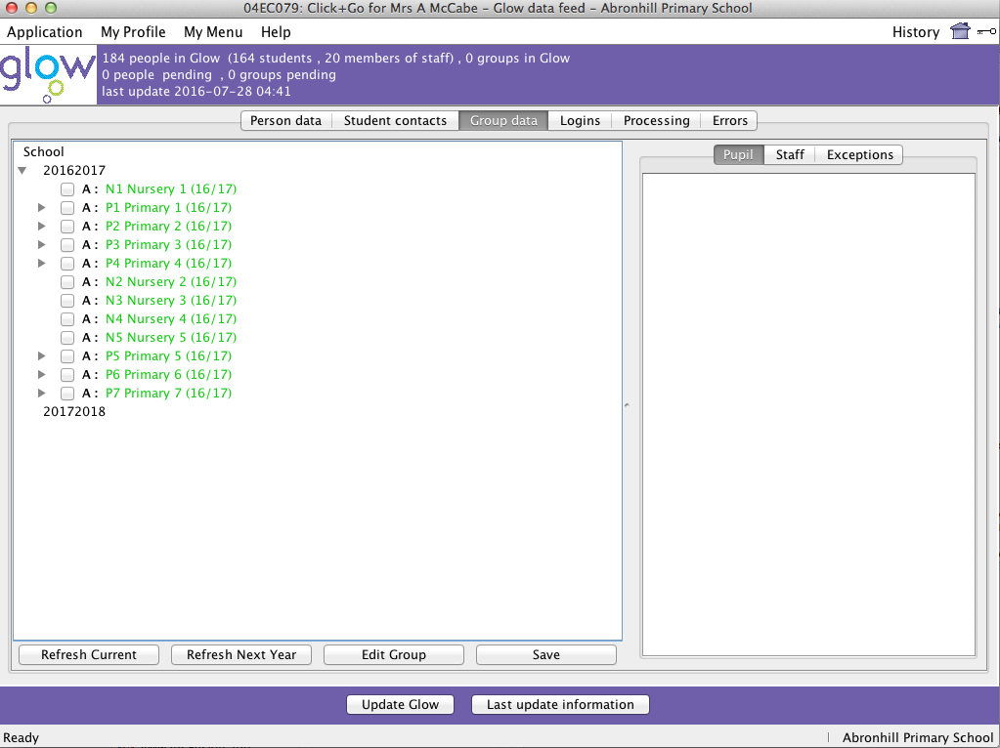 04EC079: Click+Go for Mrs A McCabe - Glow data feed - Abronhill Primary School
Application My Profile My Menu Help History
glow
184 people in Glow (164 students , 20 members of staff) , 0 groups in Glow
0 people pending , 0 groups pending
last update 2016-07-28 04:41
Person data Student contacts Group data Logins Processing Errors
School
20162017
A : N1 Nursery 1 (16/17)
A : P1 Primary 1 (16/17)
A : P2 Primary 2 (16/17)
A : P3 Primary 3 (16/17)
A : P4 Primary 4 (16/17)
A : N2 Nursery 2 (16/17)
A : N3 Nursery 3 (16/17)
A : N4 Nursery 4 (16/17)
A : N5 Nursery 5 (16/17)
A : P5 Primary 5 (16/17)
A : P6 Primary 6 (16/17)
A : P7 Primary 7 (16/17)
20172018
Pupil Staff Exceptions
Refresh Current Refresh Next Year Edit Group Save
Update Glow Last update information
Ready Abronhill Primary School